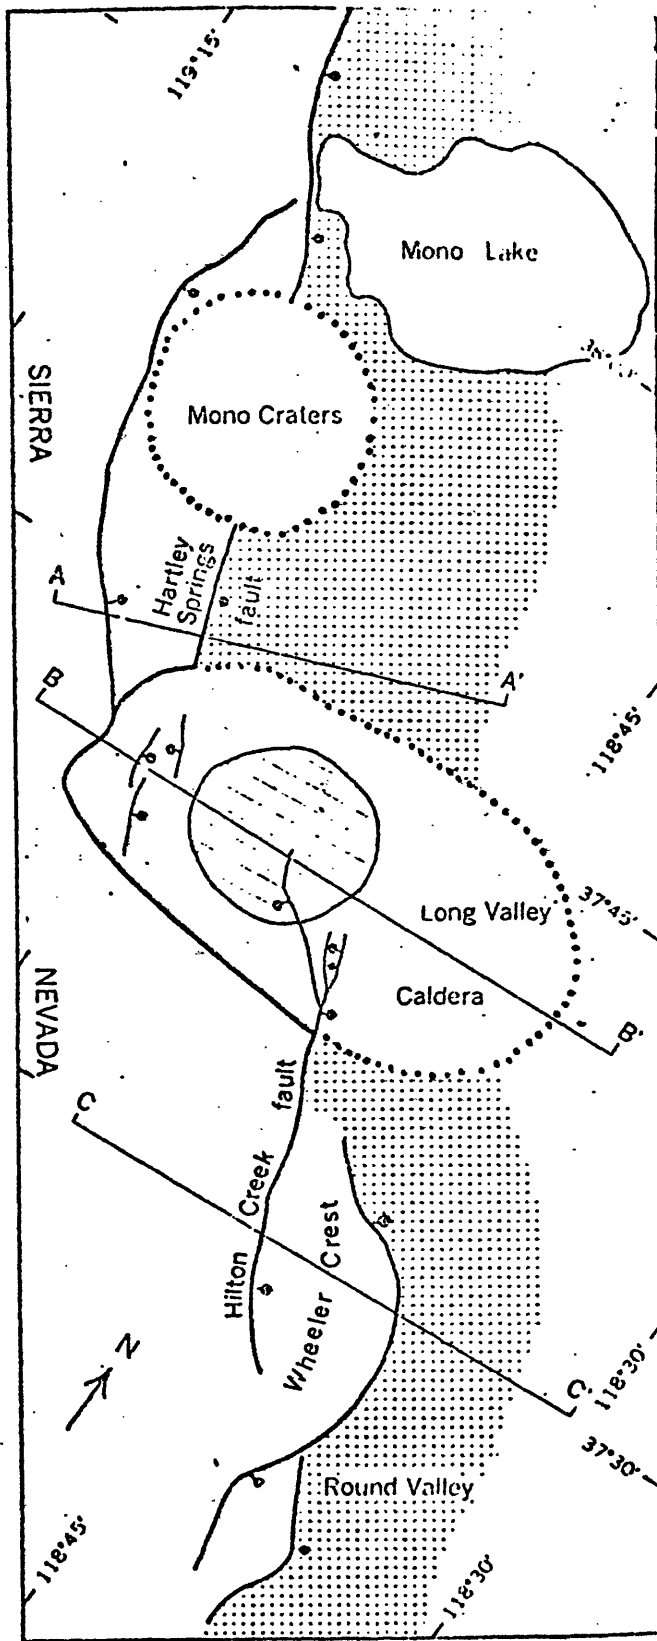 119°15'
Mono Lake
SIERRA
Mono Craters
Hartley
Springs
fault
A
A'
B
118°45'
Long Valley
37°45'
Caldera
NEVADA
B'
C
fault
Creek
Hilton
Crest
Wheeler
N
C'
118°30'
37°30'
Round Valley
118°45'
118°30'